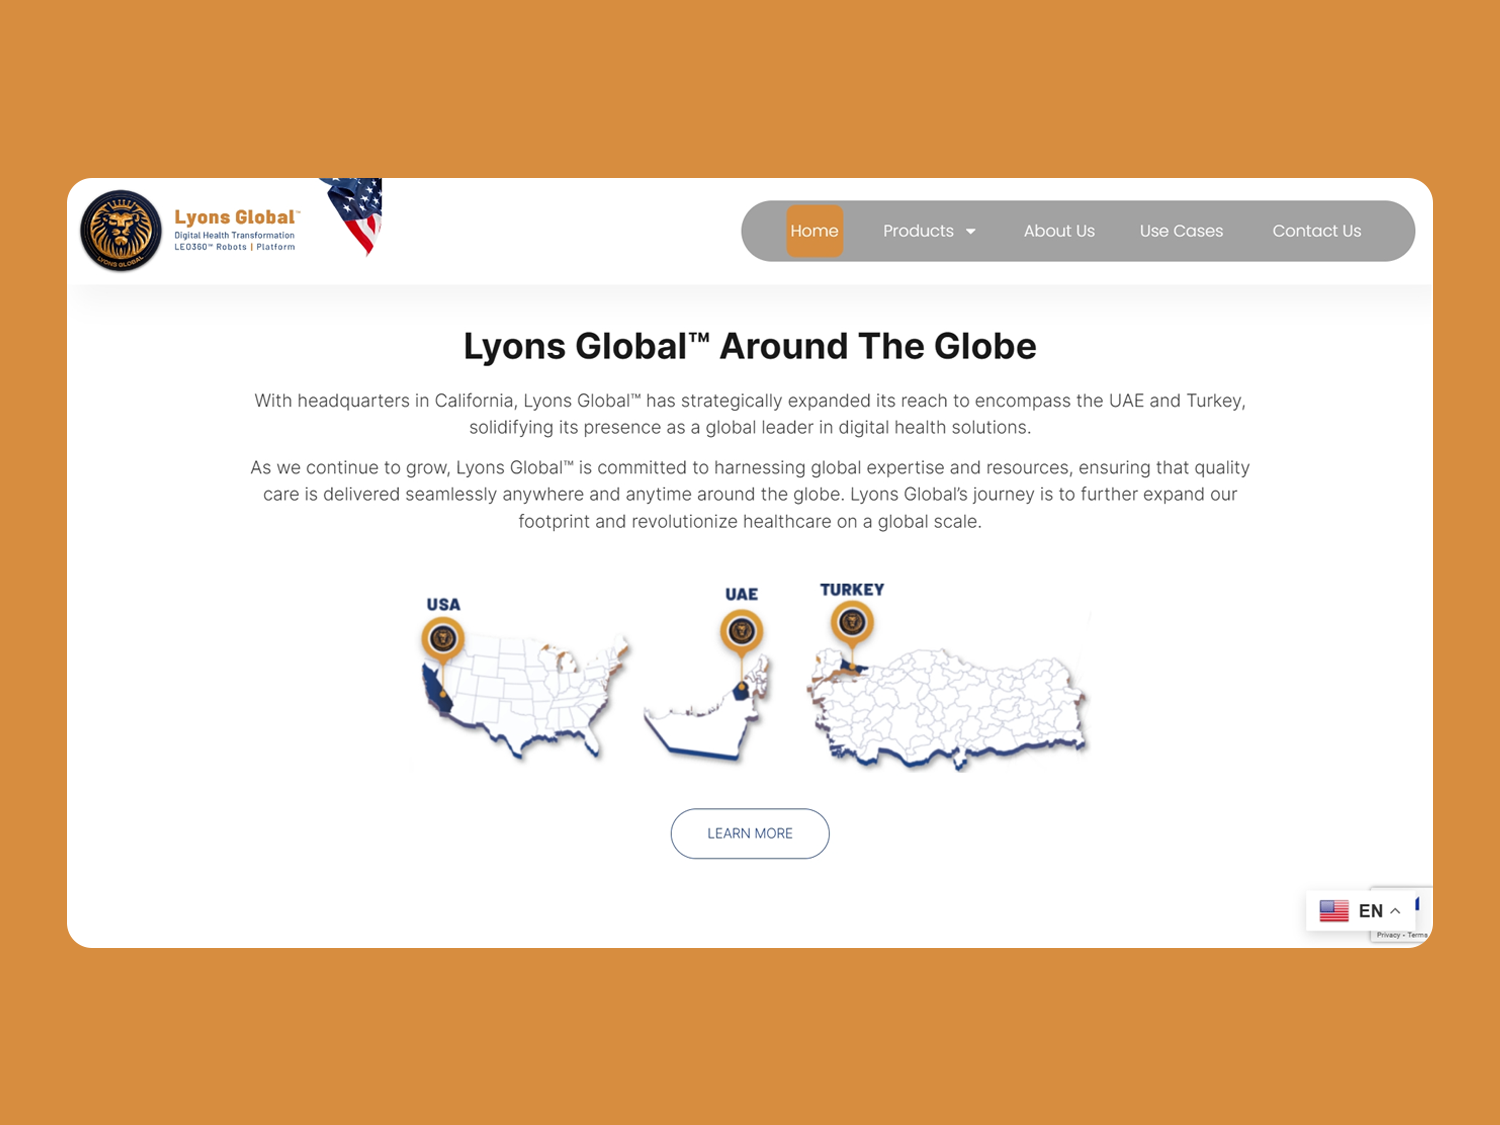 Lyons Global™
Digital Health Transformation
LEO360™ Robots | Platform
LYONS GLOBAL
Home
Products
About Us
Use Cases
Contact Us
Lyons Global™ Around The Globe
With headquarters in California, Lyons Global™ has strategically expanded its reach to encompass the UAE and Turkey,
solidifying its presence as a global leader in digital health solutions.
As we continue to grow, Lyons Global™ is committed to harnessing global expertise and resources, ensuring that quality
care is delivered seamlessly anywhere and anytime around the globe. Lyons Global’s journey is to further expand our
footprint and revolutionize healthcare on a global scale.
USA
UAE
TURKEY
LEARN MORE
EN
Privacy - Terms